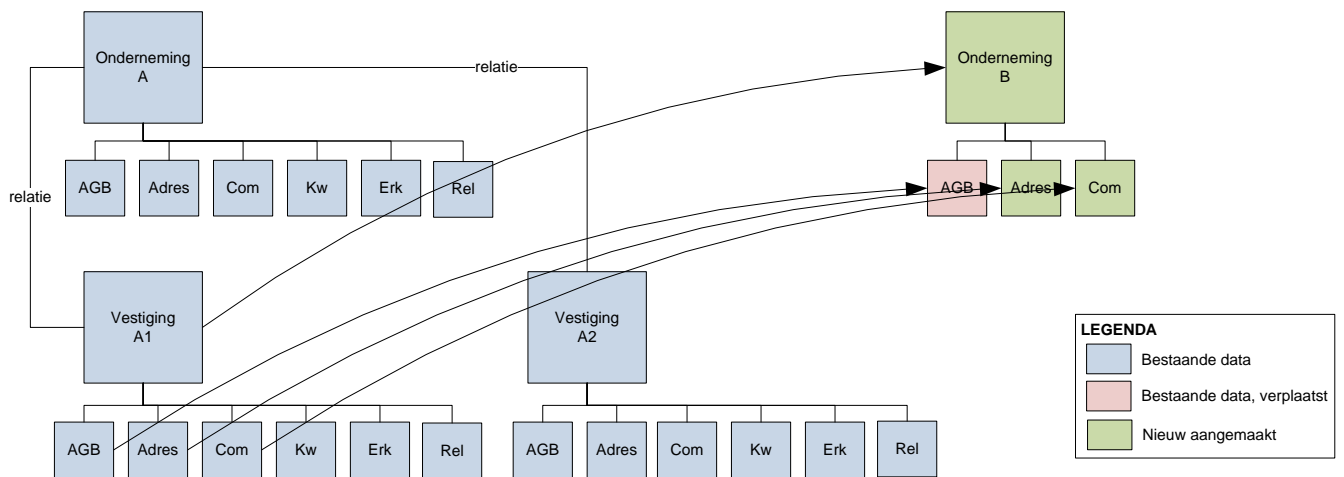 Onderneming
A
relatie
Onderneming
B
AGB
Adres
Com
Kw
Erk
Rel
AGB
Adres
Com
relatie
Vestiging
A1
Vestiging
A2
LEGENDA
Bestaande data
Bestaande data, verplaatst
Nieuw aangemaakt
AGB
Adres
Com
Kw
Erk
Rel
AGB
Adres
Com
Kw
Erk
Rel